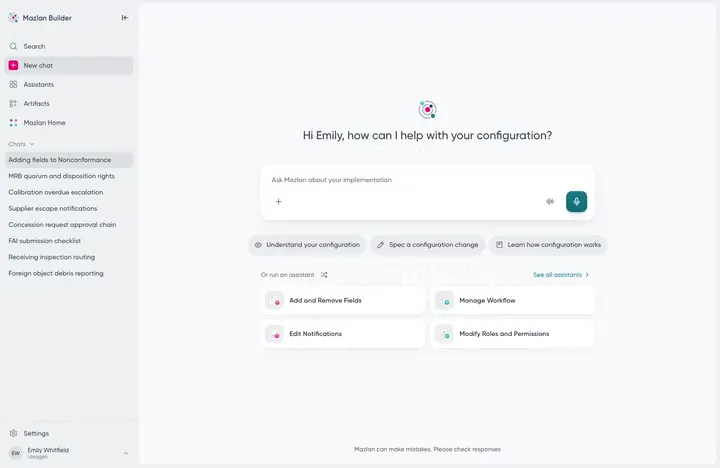 Mazlan Builder
Search
New chat
Assistants
Artifacts
Mazlan Home
Chats
Adding fields to Nonconformance
MRB quorum and disposition rights
Calibration overdue escalation
Supplier escape notifications
Concession request approval chain
FAI submission checklist
Receiving inspection routing
Foreign object debris reporting
Settings
EW
Emily Whitfield
Ideagen
Hi Emily, how can I help with your configuration?
Ask Mazlan about your implementation
Understand your configuration
Spec a configuration change
Learn how configuration works
Or run an assistant
See all assistants
Add and Remove Fields
Manage Workflow
Edit Notifications
Modify Roles and Permissions
Mazlan can make mistakes. Please check responses